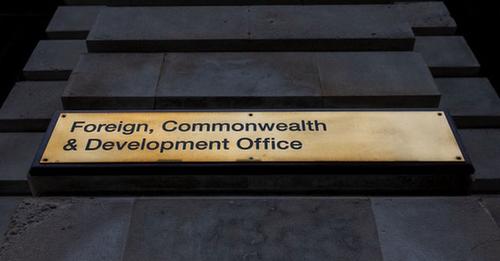 Foreign, Commonwealth
& Development Office